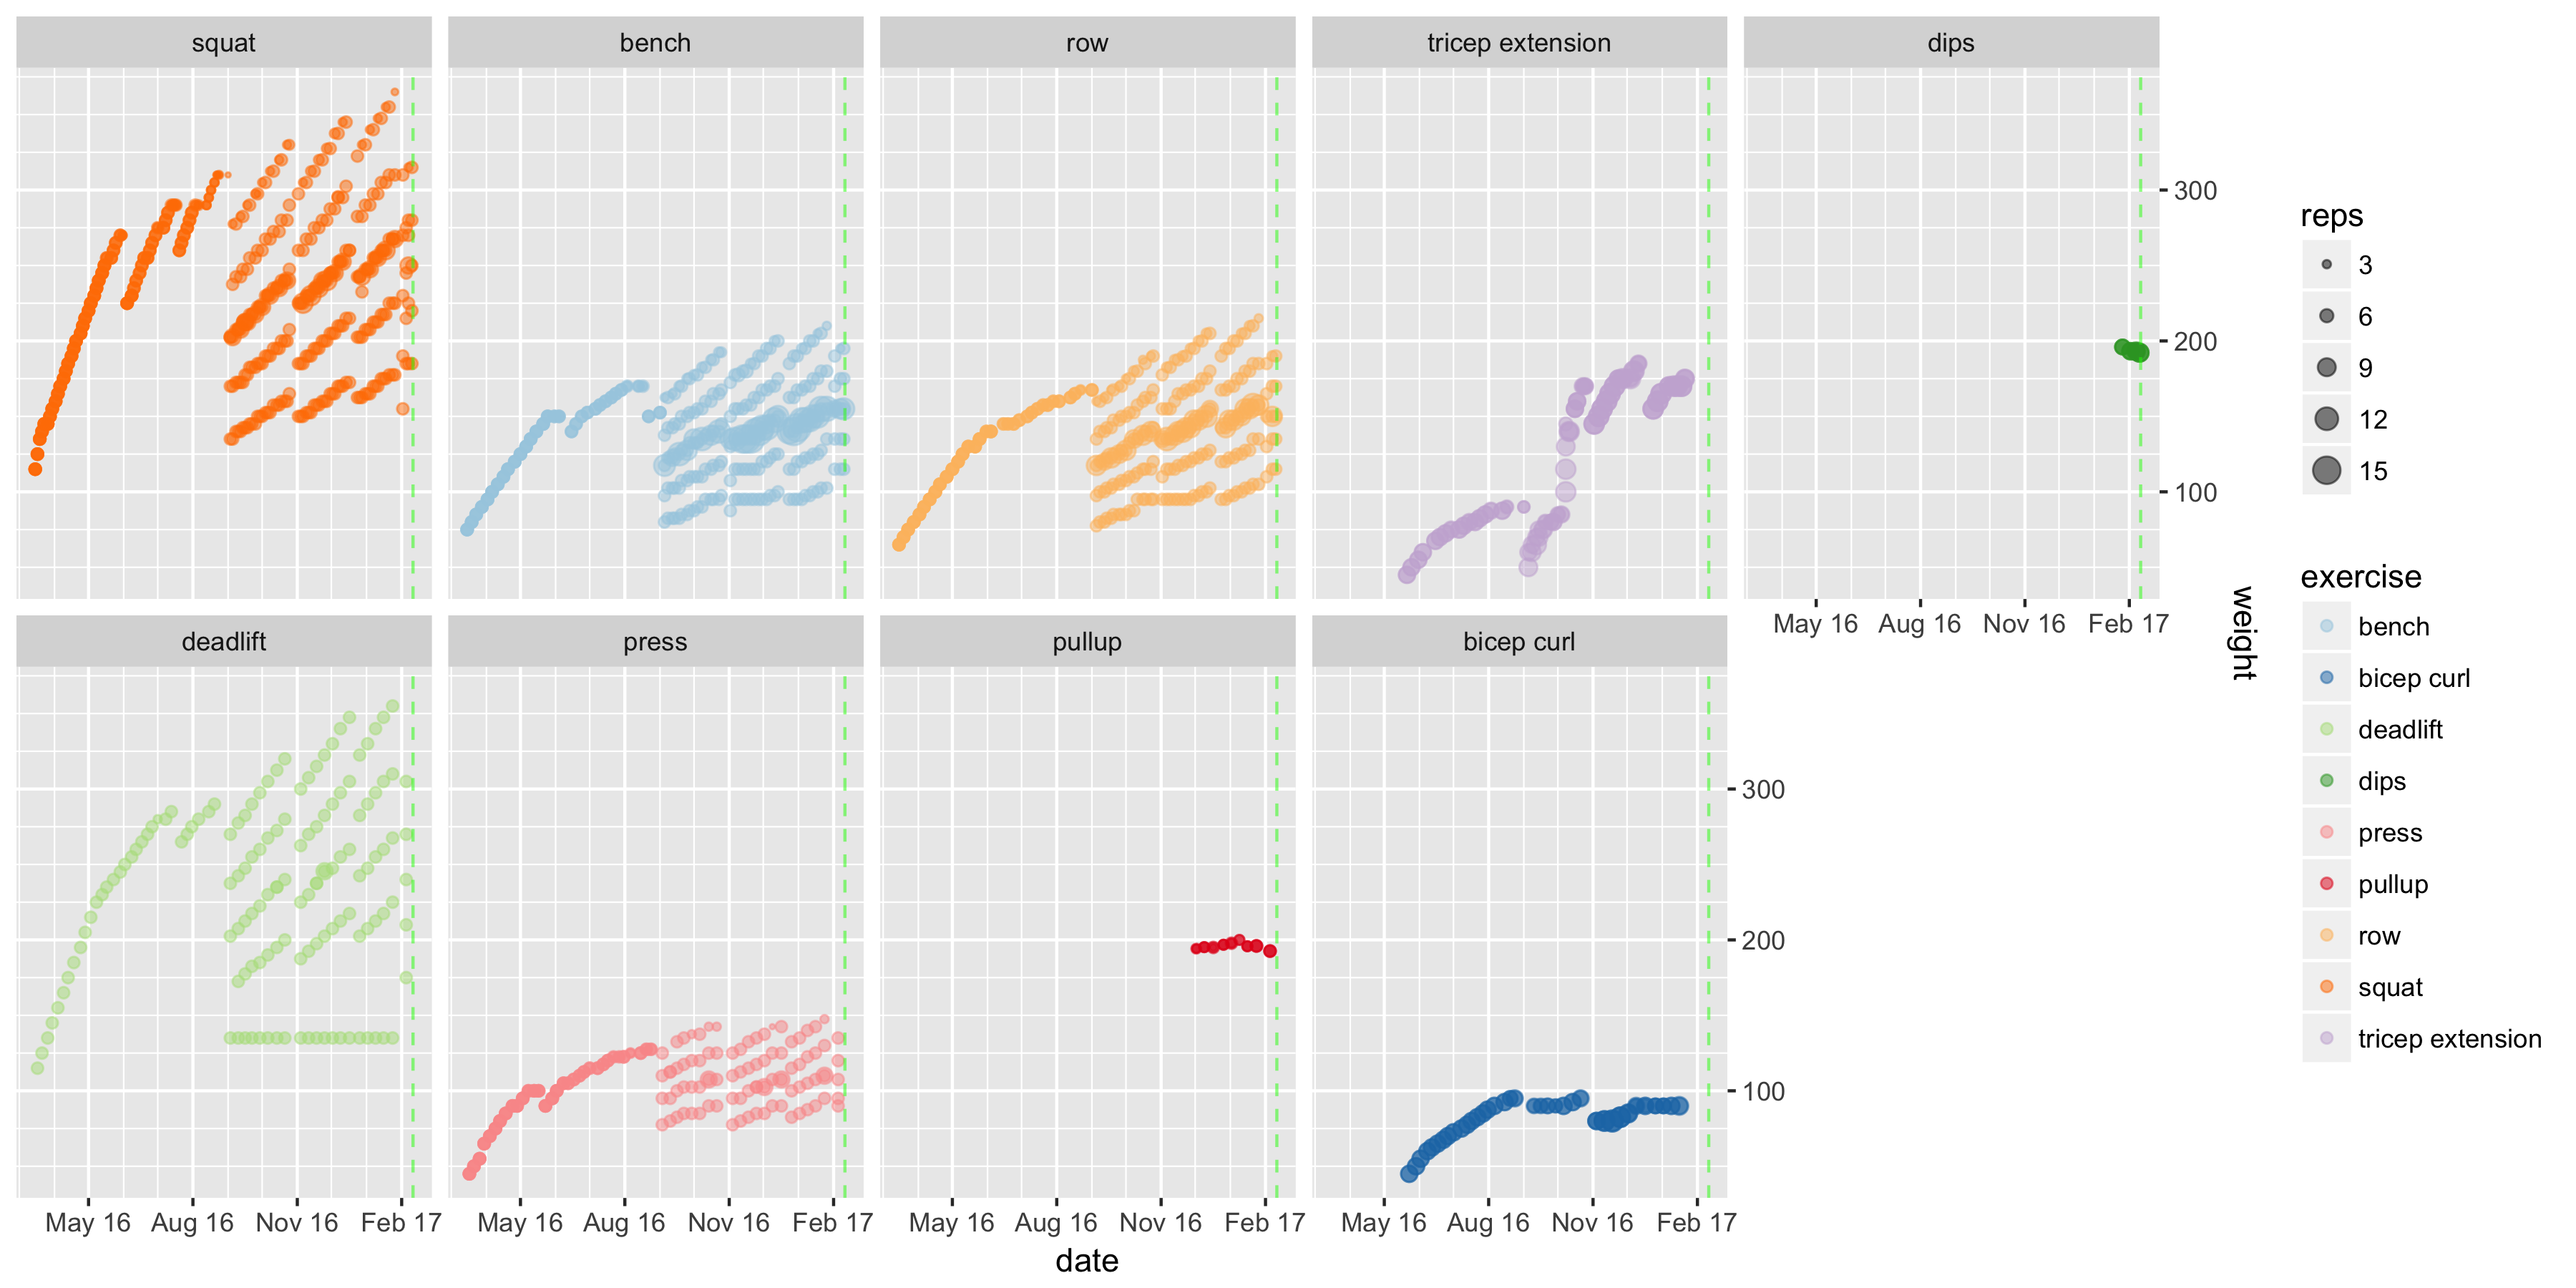 squat
bench
row
tricep extension
dips
300
200
100
May 16 Aug 16 Nov 16 Feb 17
deadlift
press
pullup
bicep curl
300
200
100
May 16 Aug 16 Nov 16 Feb 17
May 16 Aug 16 Nov 16 Feb 17
May 16 Aug 16 Nov 16 Feb 17
May 16 Aug 16 Nov 16 Feb 17
date
weight
reps
3
6
9
12
15
exercise
bench
bicep curl
deadlift
dips
press
pullup
row
squat
tricep extension